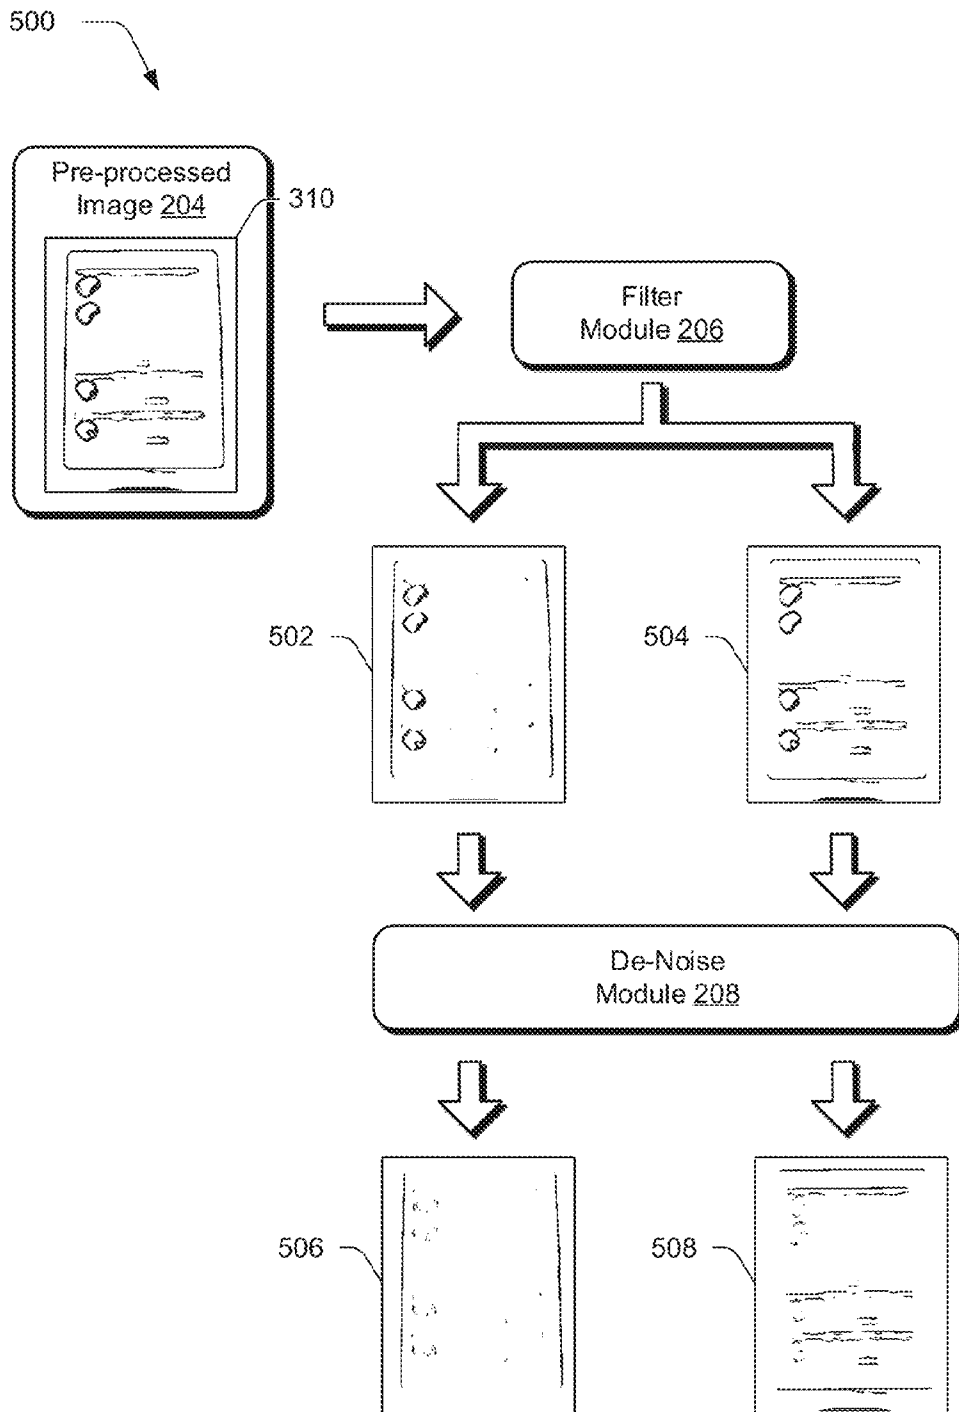 500
Pre-processed
Image 204
310
Filter
Module 206
502
504
De-Noise
Module 208
506
508